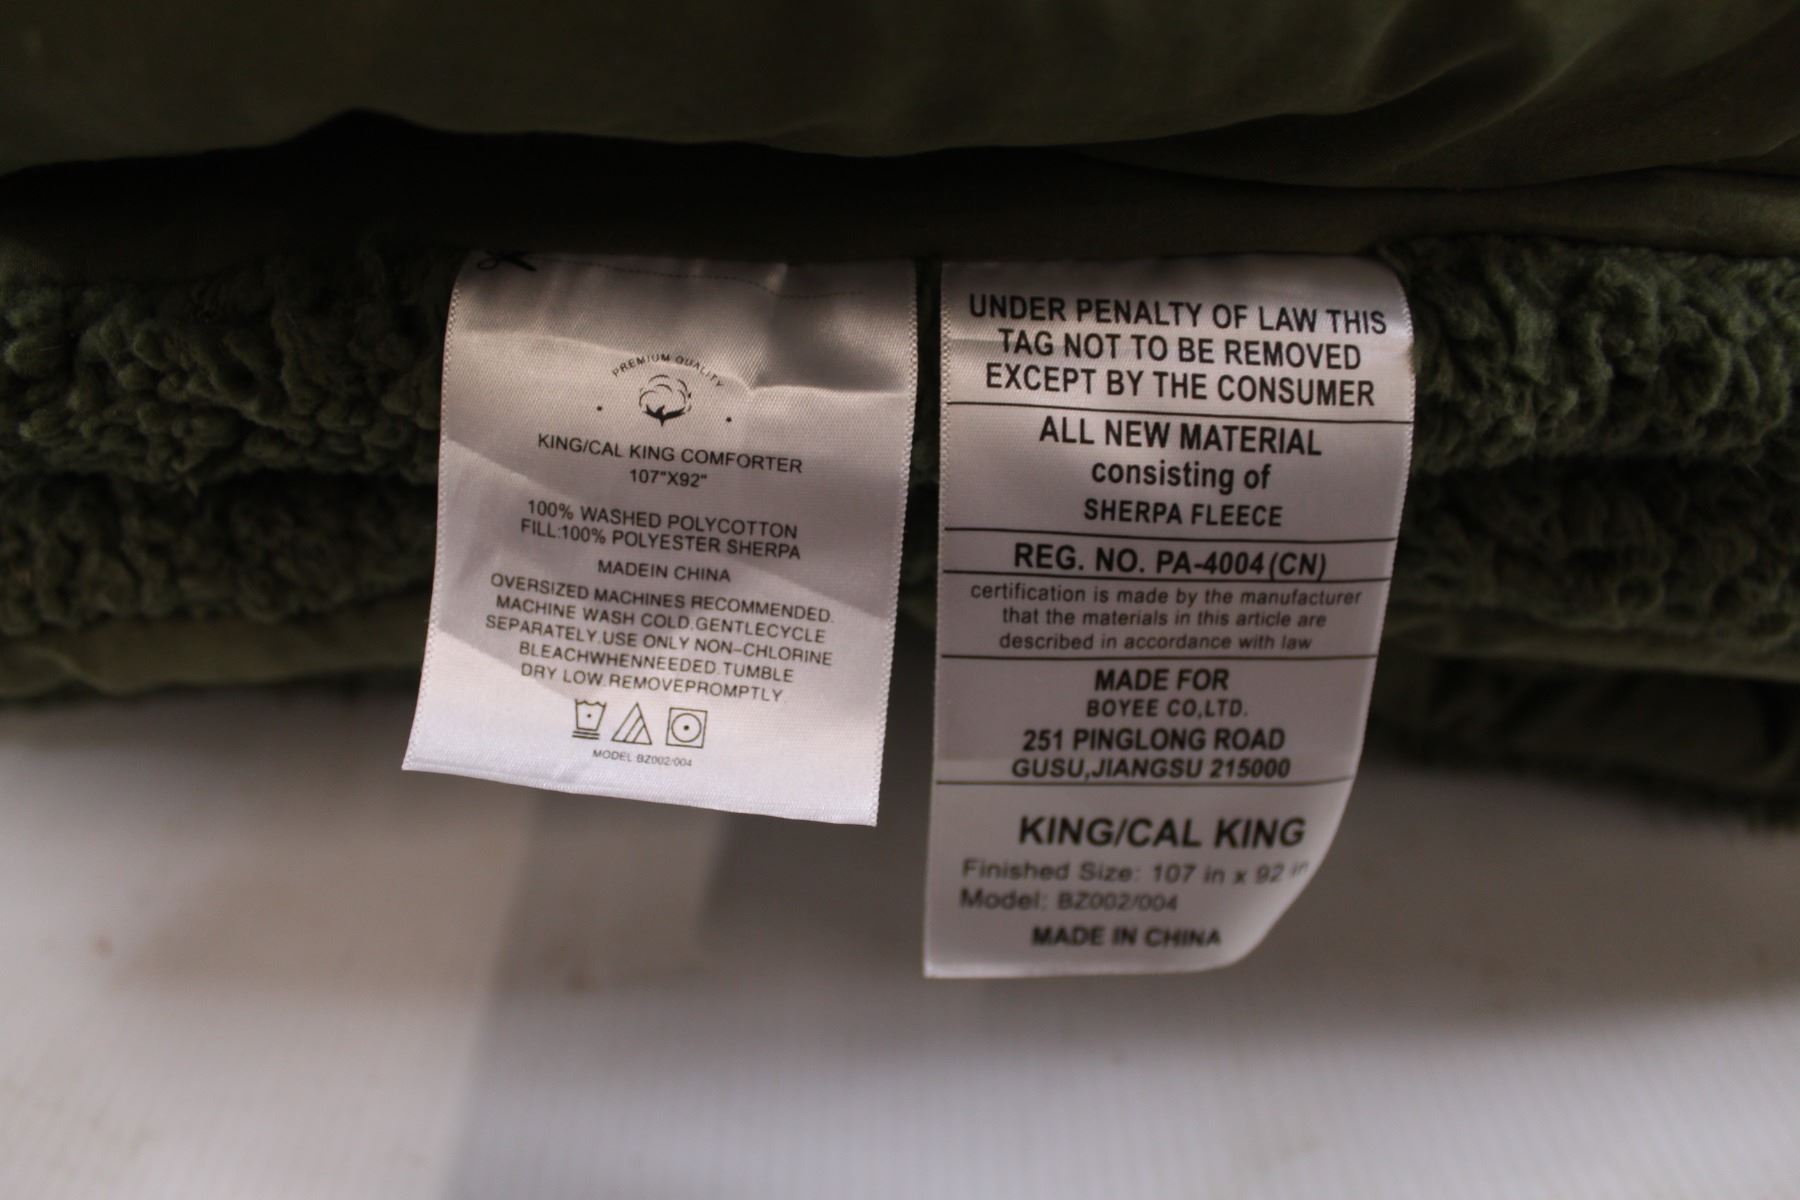 PREMIUM QUALITY
KING/CAL KING COMFORTER
107"X92"
100% WASHED POLYCOTTON
FILL:100% POLYESTER SHERPA
MADEIN CHINA
OVERSIZED MACHINES RECOMMENDED.
MACHINE WASH COLD.GENTLECYCLE
SEPARATELY.USE ONLY NON-CHLORINE
BLEACHWHENNEEDED.TUMBLE
DRY LOW.REMOVEPROMPTLY.
MODEL:BZ002/004
UNDER PENALTY OF LAW THIS
TAG NOT TO BE REMOVED
EXCEPT BY THE CONSUMER
ALL NEW MATERIAL
consisting of
SHERPA FLEECE
REG. NO. PA-4004(CN)
certification is made by the manufacturer
that the materials in this article are
described in accordance with law
MADE FOR
BOYEE CO,LTD.
251 PINGLONG ROAD
GUSU,JIANGSU 215000
KING/CAL KING
Finished Size: 107 in x 92 in
Model: BZ002/004
MADE IN CHINA